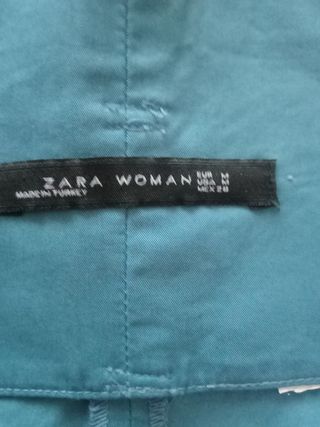 ZARA WOMAN
MADE IN TURKEY
EUR M
USA M
MEX 28